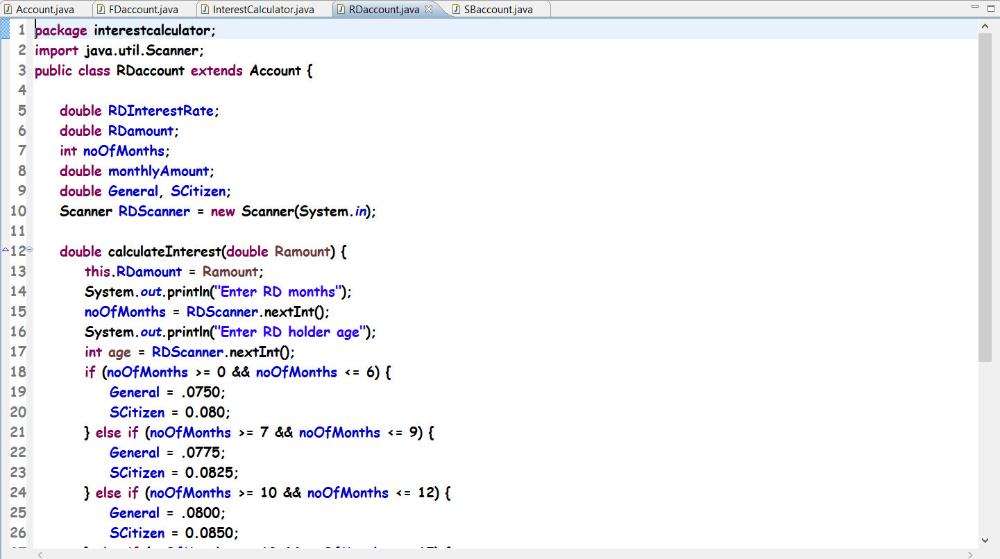 Account.java FDaccount.java InterestCalculator.java RDaccount.java SBaccount.java
1 package interestcalculator;
2 import java.util.Scanner;
3 public class RDaccount extends Account {
4
5 double RDInterestRate;
6 double RDamount;
7 int noOfMonths;
8 double monthlyAmount;
9 double General, SCitizen;
10 Scanner RDScanner = new Scanner(System.in);
11
12 double calculateInterest(double Ramount) {
13 this.RDamount = Ramount;
14 System.out.println("Enter RD months");
15 noOfMonths = RDScanner.nextInt();
16 System.out.println("Enter RD holder age");
17 int age = RDScanner.nextInt();
18 if (noOfMonths >= 0 && noOfMonths <= 6) {
19 General = .0750;
20 SCitizen = 0.080;
21 } else if (noOfMonths >= 7 && noOfMonths <= 9) {
22 General = .0775;
23 SCitizen = 0.0825;
24 } else if (noOfMonths >= 10 && noOfMonths <= 12) {
25 General = .0800;
26 SCitizen = 0.0850;